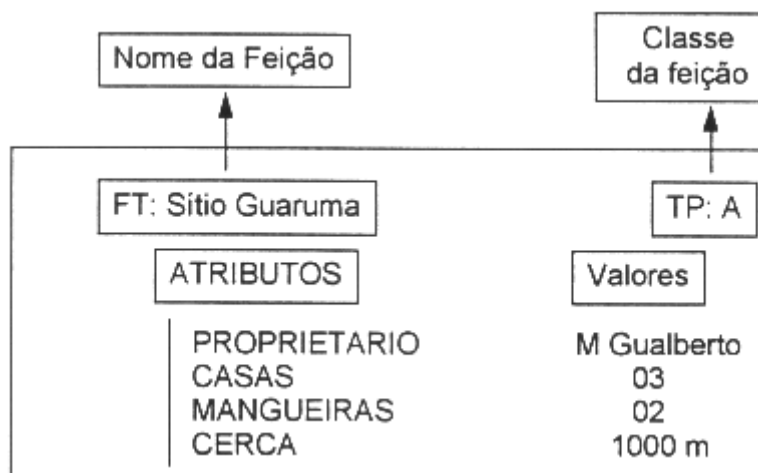 Nome da Feição
Classe
da feição
FT: Sítio Guaruma
TP: A
ATRIBUTOS
Valores
PROPRIETARIO M Gualberto
CASAS 03
MANGUEIRAS 02
CERCA 1000 m